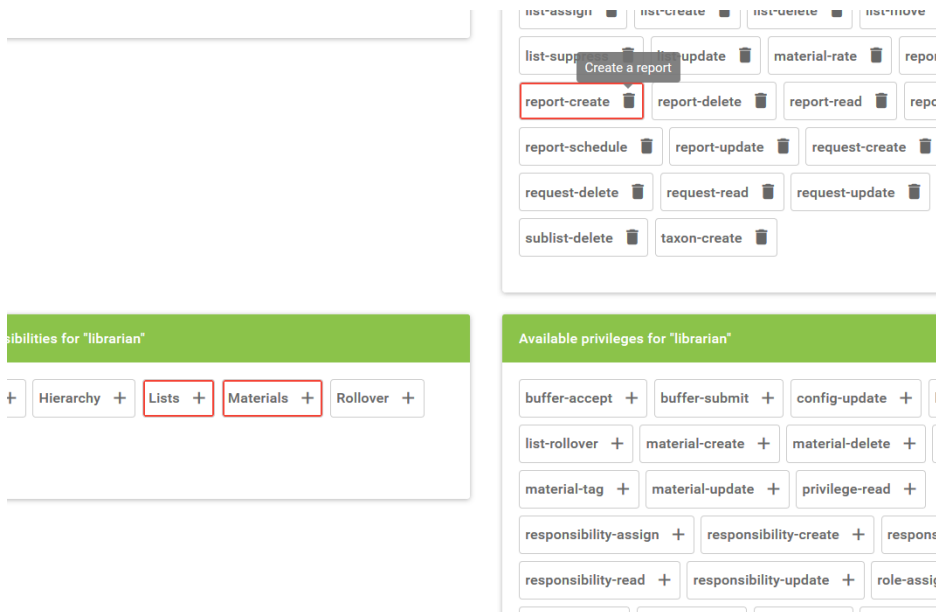 list-assign list-create list-delete list-move
list-suppress list-update material-rate
Create a report
report-create report-delete report-read
report-schedule report-update request-create
request-delete request-read request-update
sublist-delete taxon-create
sibilities for "librarian"
Hierarchy + Lists + Materials + Rollover +
Available privileges for "librarian"
buffer-accept + buffer-submit + config-update +
list-rollover + material-create + material-delete +
material-tag + material-update + privilege-read +
responsibility-assign + responsibility-create + respons
responsibility-read + responsibility-update + role-assig